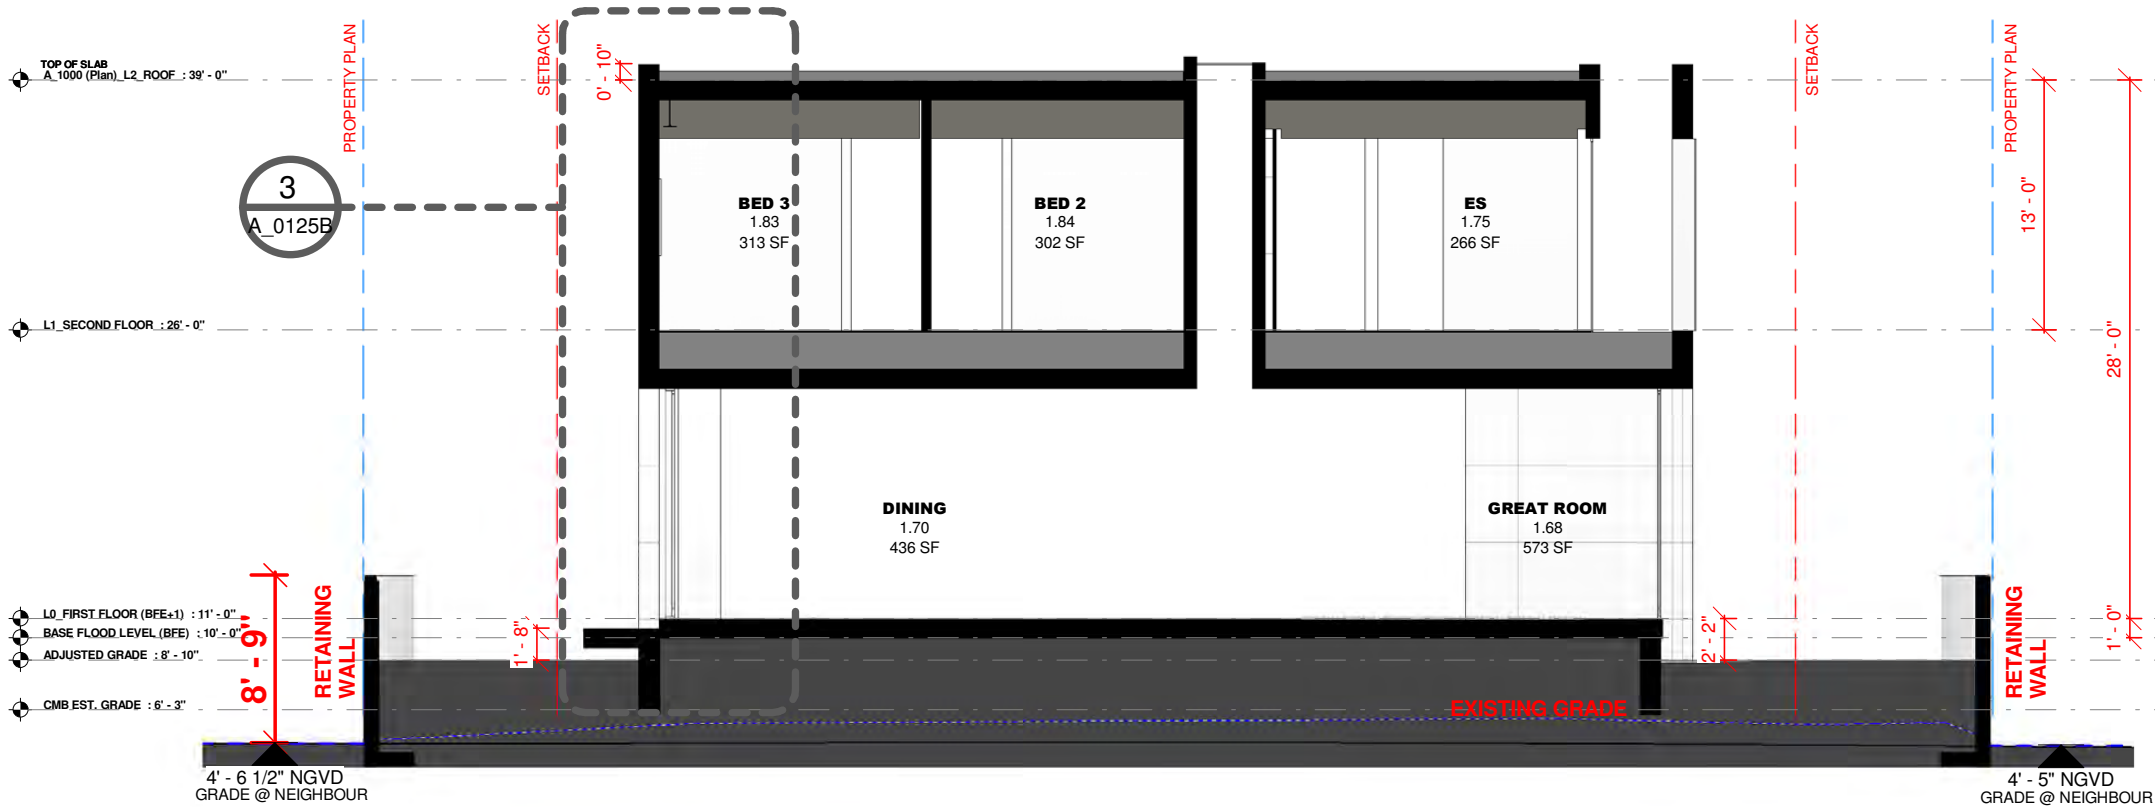 TOP OF SLAB
A_1000 (Plan)_L2_ROOF : 39' - 0"
PROPERTY PLAN
SETBACK
0' - 10"
SETBACK
PROPERTY PLAN
3
A_0125B
BED 3
1.83
313 SF
BED 2
1.84
302 SF
ES
1.75
266 SF
13' - 0"
28' - 0"
L1_SECOND FLOOR : 26' - 0"
DINING
1.70
436 SF
GREAT ROOM
1.68
573 SF
L0_FIRST FLOOR (BFE+1) : 11' - 0"
BASE FLOOD LEVEL (BFE) : 10' - 0"
ADJUSTED GRADE : 8' - 10"
CMB EST. GRADE : 6' - 3"
8' - 9"
RETAINING
WALL
1' - 8"
2' - 2"
RETAINING
WALL
1' - 0"
EXISTING GRADE
4' - 6 1/2" NGVD
GRADE @ NEIGHBOUR
4' - 5" NGVD
GRADE @ NEIGHBOUR